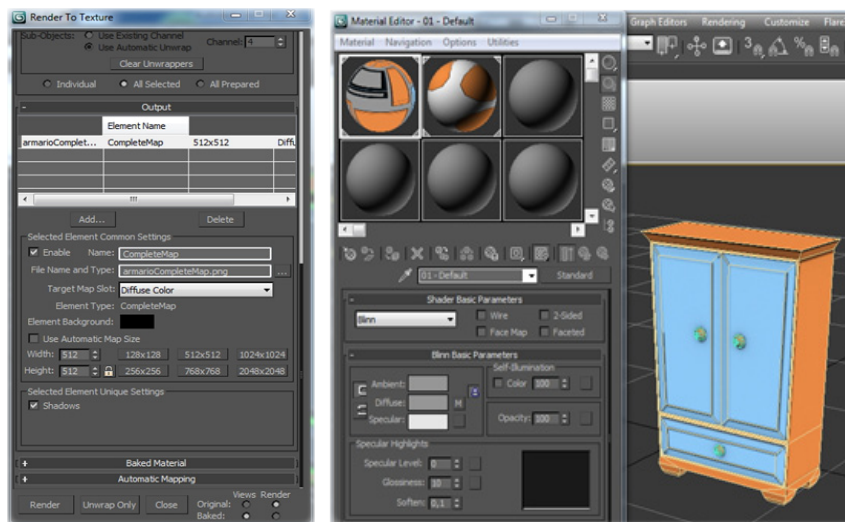 Render To Texture
Sub-Objects:
Use Existing Channel
Use Automatic Unwrap
Channel: 4
Clear Unwrappers
Individual
All Selected
All Prepared
- Output
Element Name
armarioComplet... CompleteMap 512x512 Diffu
Add...
Delete
Selected Element Common Settings
Enable Name: CompleteMap
File Name and Type: armarioCompleteMap.png ...
Target Map Slot: Diffuse Color
Element Type: CompleteMap
Element Background:
Use Automatic Map Size
Width: 512 128x128 512x512 1024x1024
Height: 512 256x256 768x768 2048x2048
Selected Element Unique Settings
Shadows
+ Baked Material
+ Automatic Mapping
Views Render
Render Unwrap Only Close Original:
Baked:
Material Editor - 01 - Default
Material Navigation Options Utilities
01 - Default Standard
- Shader Basic Parameters
Blinn
Wire 2-Sided
Face Map Faceted
- Blinn Basic Parameters
Self-Illumination
Ambient: Color 100
Diffuse: M
Specular: Opacity: 100
Specular Highlights
Specular Level: 0
Glossiness: 10
Soften: 0,1
Graph Editors Rendering Customize Flare
3 %